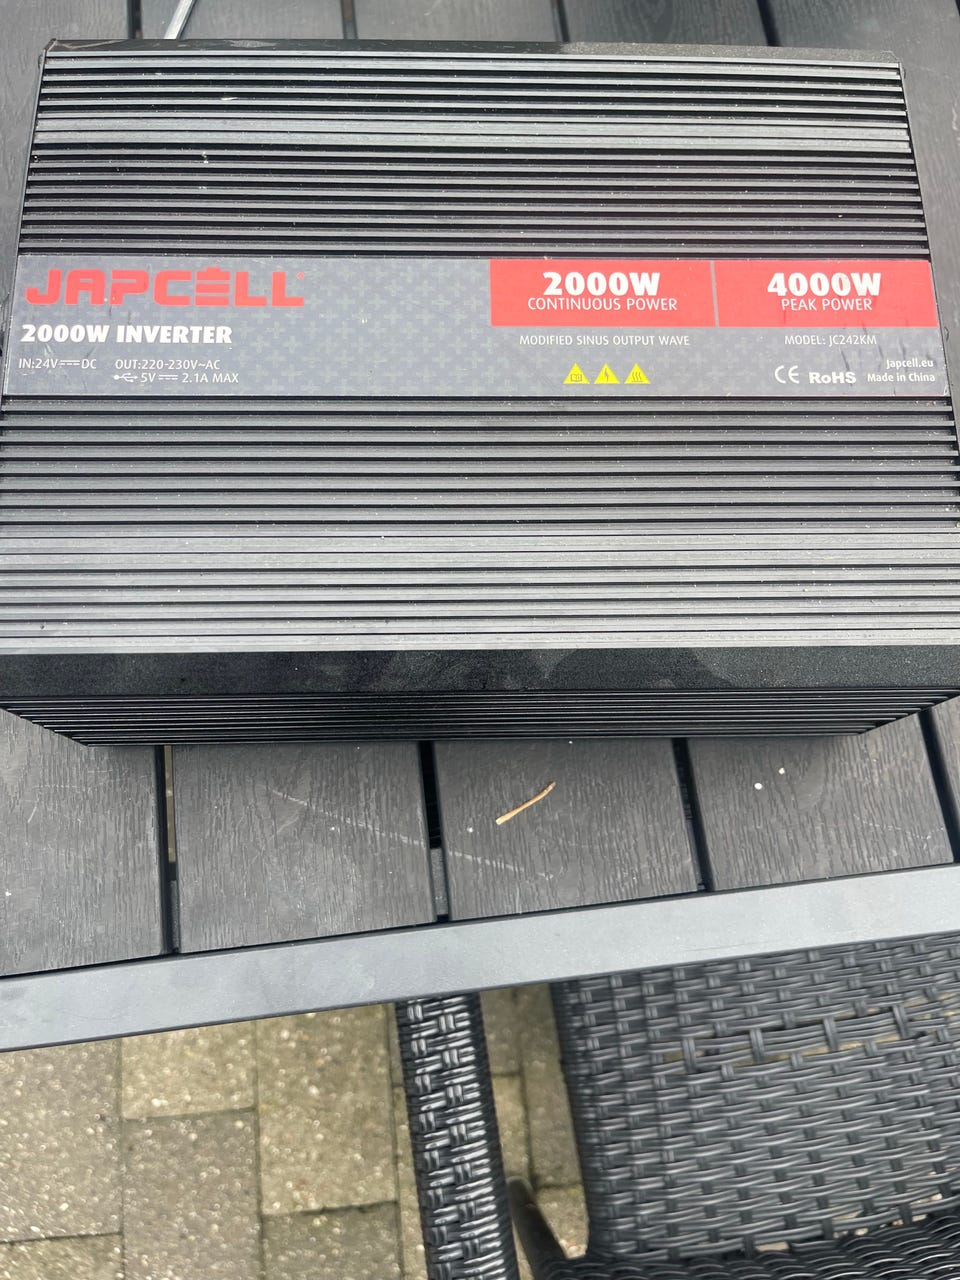 JAPCELL
2000W INVERTER
IN:24V⎓DC OUT:220-230V~AC
5V⎓2.1A MAX
2000W
CONTINUOUS POWER
4000W
PEAK POWER
MODIFIED SINUS OUTPUT WAVE
MODEL: JC242KM
Japcell.eu
CE RoHS Made in China